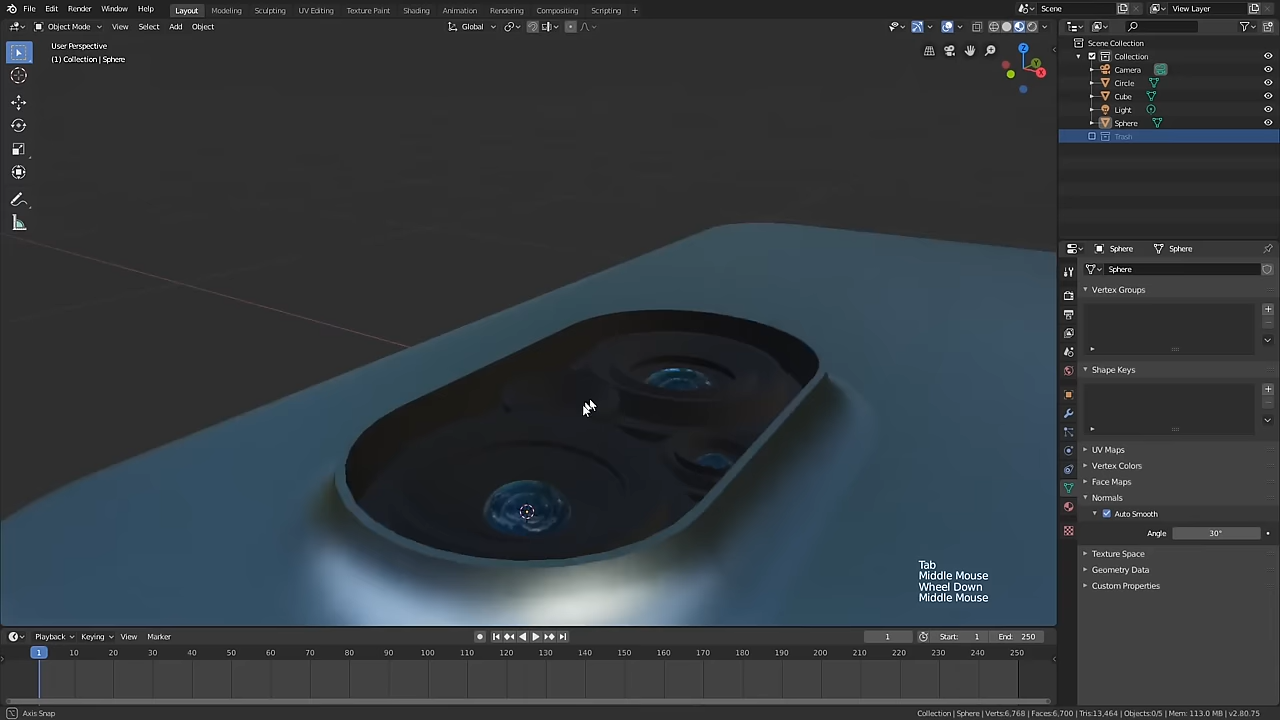 File Edit Render Window Help Layout Modeling Sculpting UV Editing Texture Paint Shading Animation Rendering Compositing Scripting + Scene View Layer
Object Mode View Select Add Object Global
User Perspective
(1) Collection | Sphere
Z
Y
X
Scene Collection
Collection
Camera
Circle
Cube
Light
Sphere
Trash
Sphere Sphere
Sphere
Vertex Groups
Shape Keys
UV Maps
Vertex Colors
Face Maps
Normals
Auto Smooth
Angle 30°
Texture Space
Geometry Data
Custom Properties
Tab
Middle Mouse
Wheel Down
Middle Mouse
Playback Keying View Marker 1 Start: 1 End: 250
1 10 20 30 40 50 60 70 80 90 100 110 120 130 140 150 160 170 180 190 200 210 220 230 240 250
Axis Snap Collection | Sphere | Verts:6,768 | Faces:6,700 | Tris:13,464 | Objects:0/5 | Mem: 113.0 MB | v2.80.75